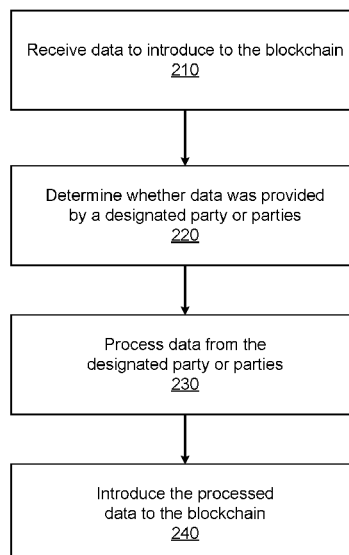 Receive data to introduce to the blockchain
210
Determine whether data was provided
by a designated party or parties
220
Process data from the
designated party or parties
230
Introduce the processed
data to the blockchain
240